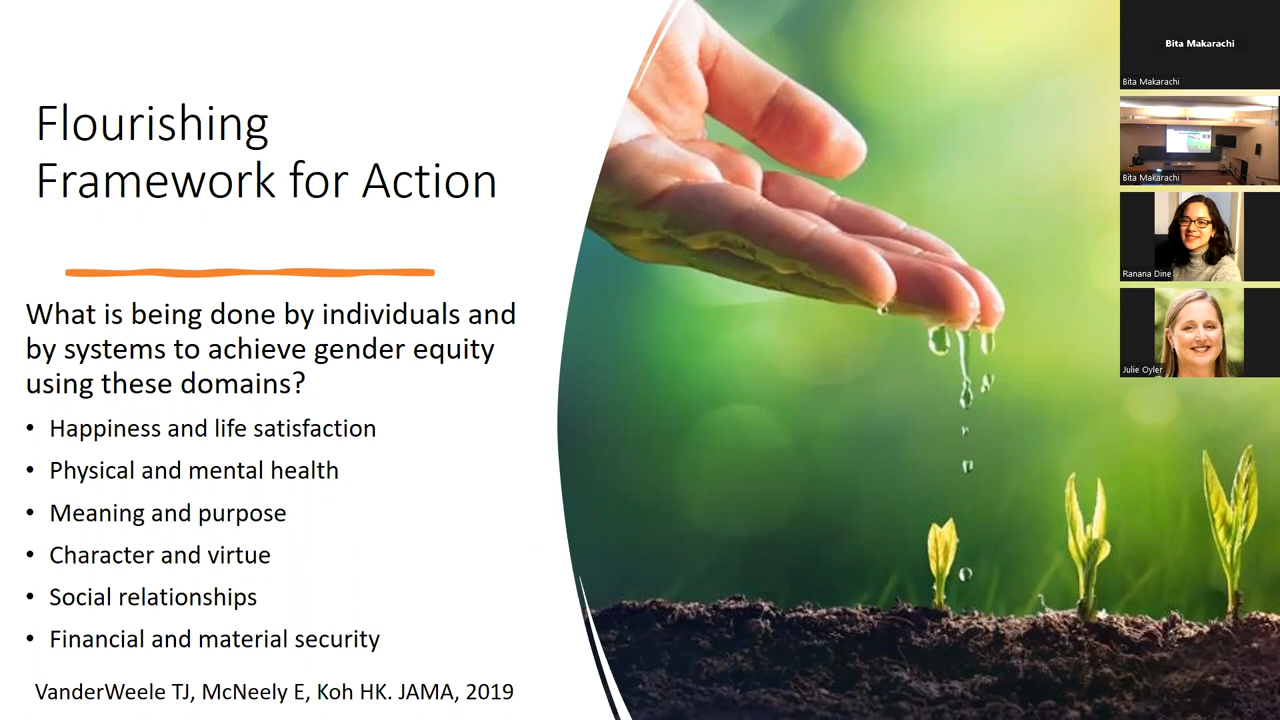 Flourishing
Framework for Action
What is being done by individuals and
by systems to achieve gender equity
using these domains?
• Happiness and life satisfaction
• Physical and mental health
• Meaning and purpose
• Character and virtue
• Social relationships
• Financial and material security
VanderWeele TJ, McNeely E, Koh HK. JAMA, 2019
Bita Makarachi
Bita Makarachi
Bita Makarachi
Ranana Dine
Julie Oyler